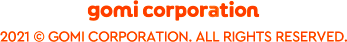 gomi corporation
2021 © GOMI CORPORATION. ALL RIGHTS RESERVED.